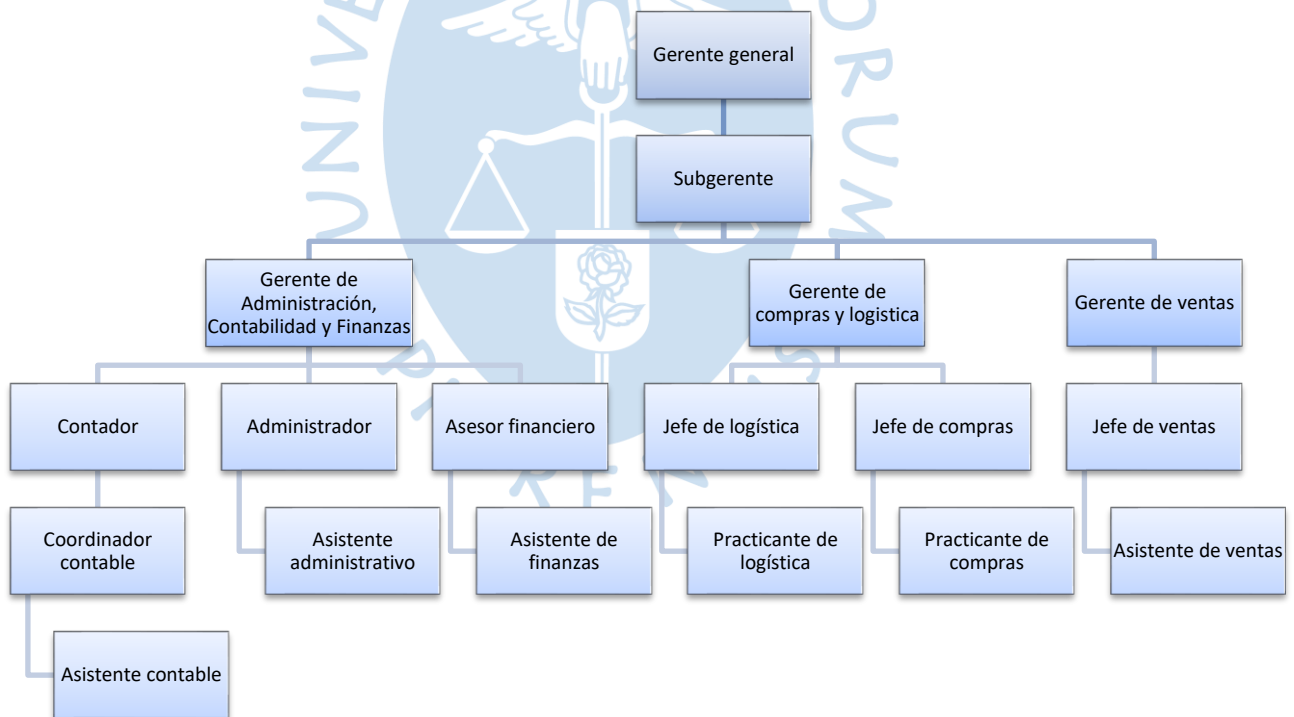 Gerente general
Subgerente
Gerente de
Administración,
Contabilidad y Finanzas
Gerente de
compras y logistica
Gerente de ventas
Contador
Administrador
Asesor financiero
Jefe de logística
Jefe de compras
Jefe de ventas
Coordinador
contable
Asistente
administrativo
Asistente de
finanzas
Practicante de
logística
Practicante de
compras
Asistente de ventas
Asistente contable